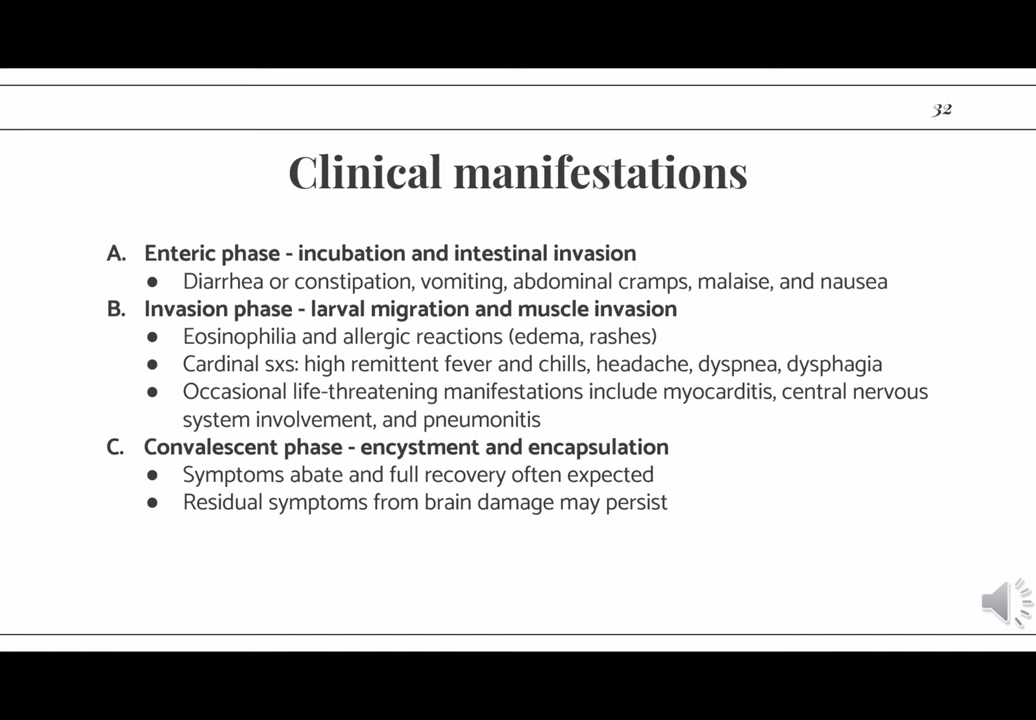 32
Clinical manifestations
A. Enteric phase - incubation and intestinal invasion
● Diarrhea or constipation, vomiting, abdominal cramps, malaise, and nausea
B. Invasion phase - larval migration and muscle invasion
● Eosinophilia and allergic reactions (edema, rashes)
● Cardinal sxs: high remittent fever and chills, headache, dyspnea, dysphagia
● Occasional life-threatening manifestations include myocarditis, central nervous
system involvement, and pneumonitis
C. Convalescent phase - encystment and encapsulation
● Symptoms abate and full recovery often expected
● Residual symptoms from brain damage may persist